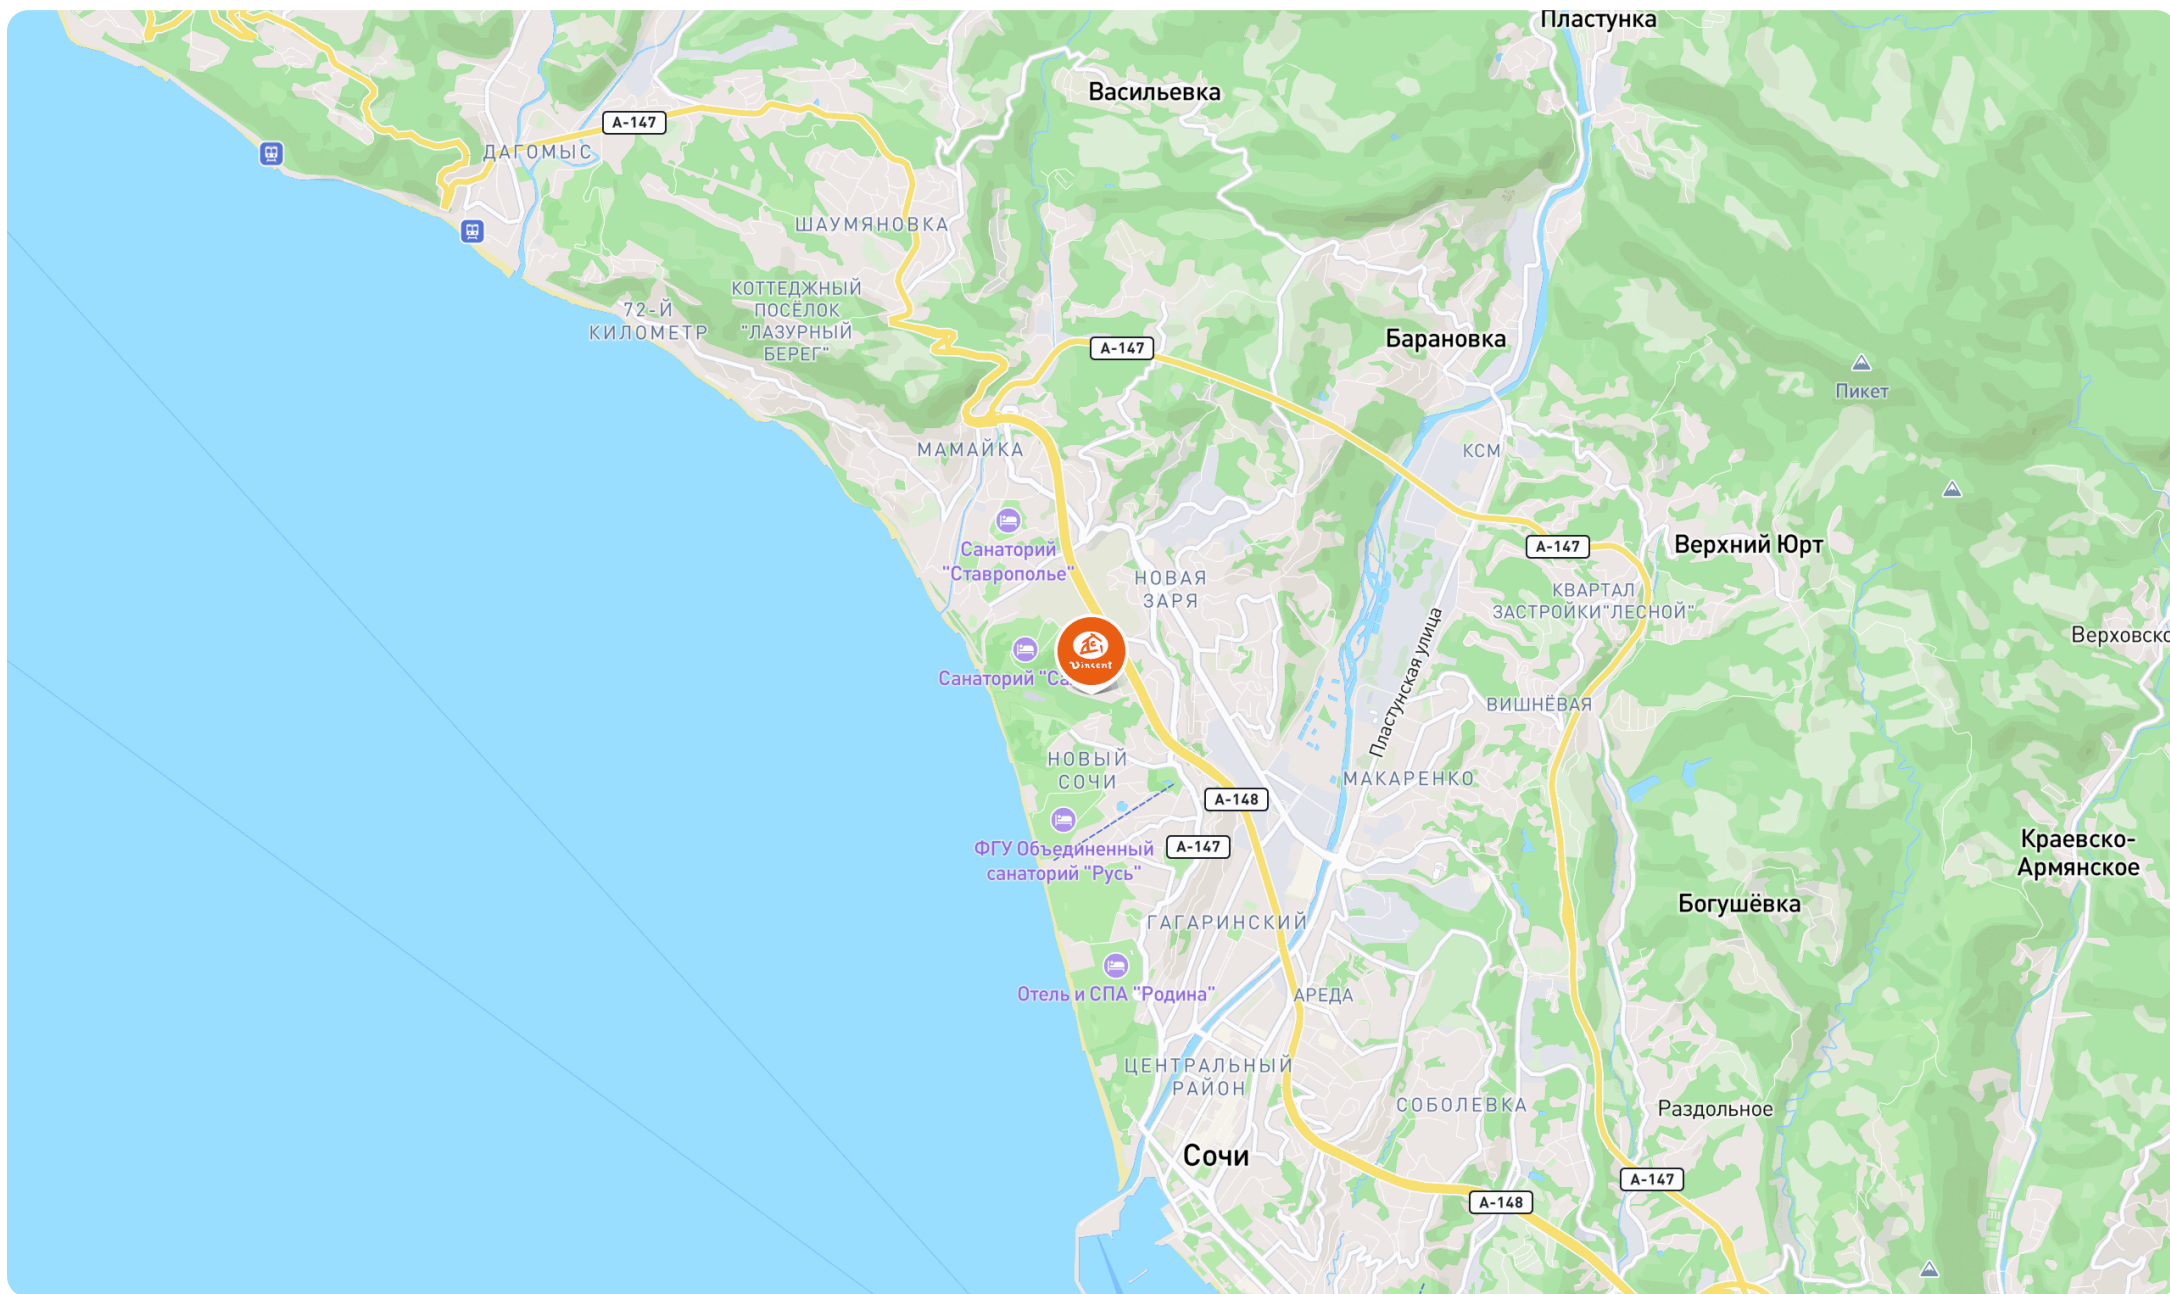 Пластунка
Васильевка
А-147
ДАГОМЫС
ШАУМЯНОВКА
КОТТЕДЖНЫЙ
ПОСЁЛОК
"ЛАЗУРНЫЙ
БЕРЕГ"
72-Й
КИЛОМЕТР
Барановка
А-147
Пикет
МАМАЙКА
КСМ
Санаторий
"Ставрополье"
А-147
Верхний Юрт
НОВАЯ
ЗАРЯ
КВАРТАЛ
ЗАСТРОЙКИ"ЛЕСНОЙ"
Верховско
Vincent
Санаторий "Са
Пластунская улица
ВИШНЁВАЯ
НОВЫЙ
СОЧИ
МАКАРЕНКО
А-148
А-147
ФГУ Объединенный
санаторий "Русь"
Краевско-
Армянское
Богушёвка
ГАГАРИНСКИЙ
Отель и СПА "Родина"
АРЕДА
ЦЕНТРАЛЬНЫЙ
РАЙОН
СОБОЛЕВКА
Раздольное
Сочи
А-147
А-148